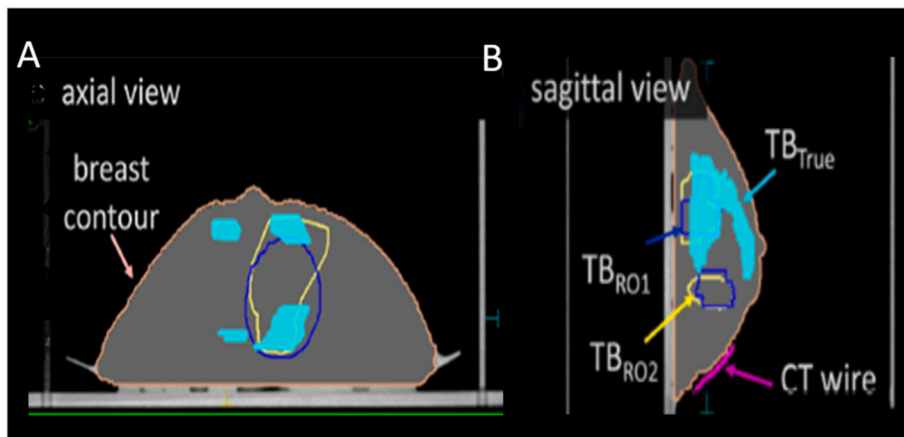 A
axial view
breast
contour
B
sagittal view
TBTrue
TBRO1
TBRO2
CT wire